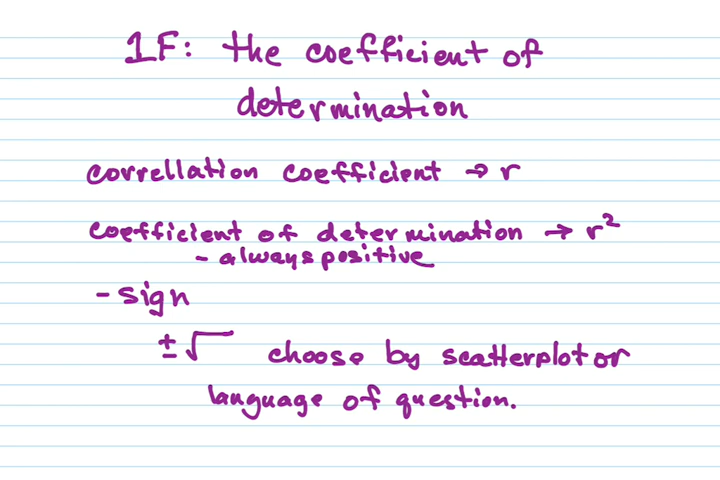 1F: the coefficient of
determination
correllation coefficient → r
coefficient of determination → r²
- always positive
- sign
±√ choose by scatterplot or
language of question.